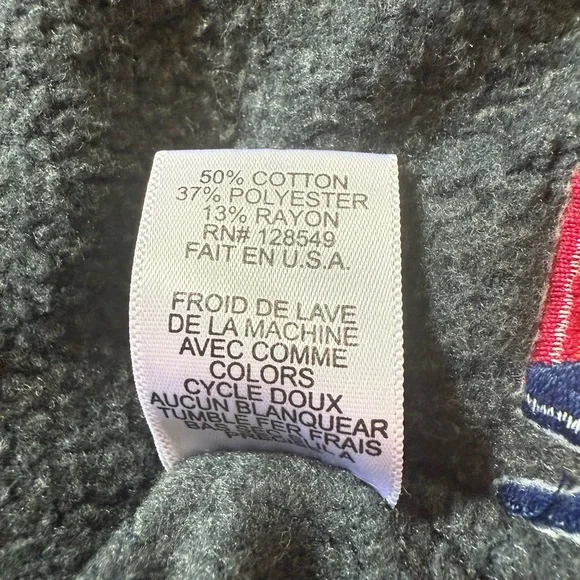 50% COTTON
37% POLYESTER
13% RAYON
RN# 128549
FAIT EN U.S.A.
FROID DE LAVE
DE LA MACHINE
AVEC COMME
COLORS
CYCLE DOUX
AUCUN BLANQUEAR
TUMBLE FER FRAIS